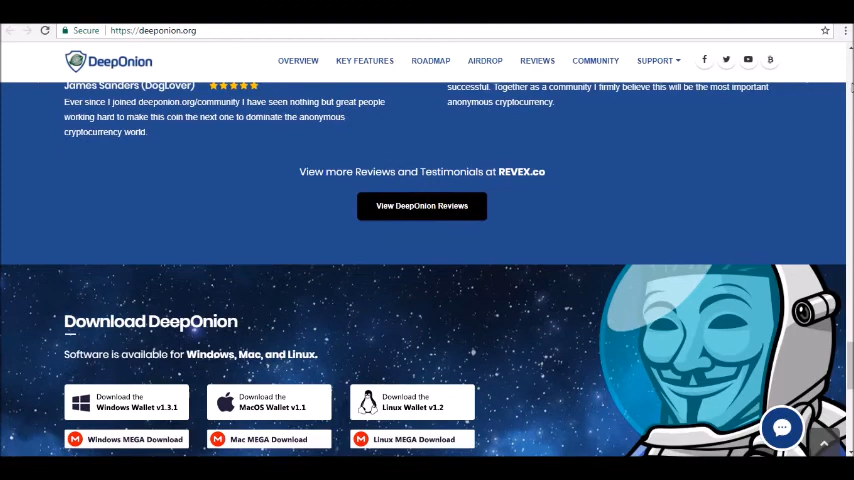 Secure
https://deeponion.org
DeepOnion
OVERVIEW KEY FEATURES ROADMAP AIRDROP REVIEWS COMMUNITY SUPPORT
James Sanders (DogLover)
Ever since I joined deeponion.org/community I have seen nothing but great people
working hard to make this coin the next one to dominate the anonymous
cryptocurrency world.
successful. Together as a community I firmly believe this will be the most important
anonymous cryptocurrency.
View more Reviews and Testimonials at REVEX.co
View DeepOnion Reviews
Download DeepOnion
Software is available for Windows, Mac, and Linux.
Download the
Windows Wallet v1.3.1
Download the
MacOS Wallet v1.1
Download the
Linux Wallet v1.2
Windows MEGA Download
Mac MEGA Download
Linux MEGA Download